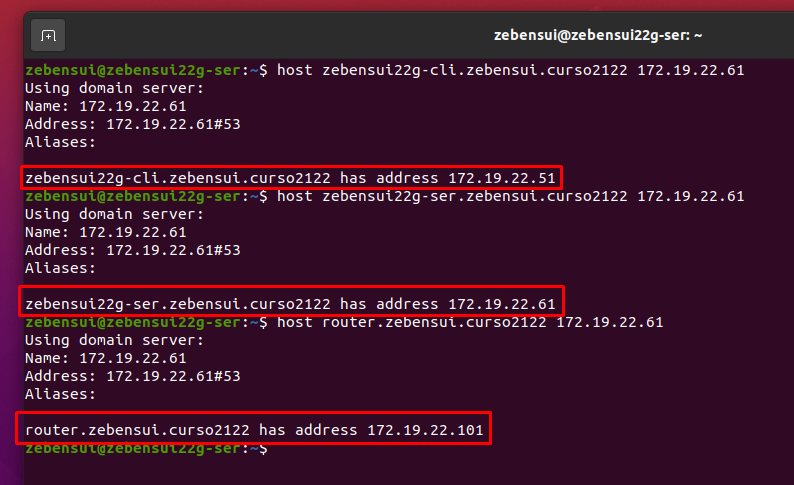 zebensui@zebensui22g-ser: ~
zebensui@zebensui22g-ser:~$ host zebensui22g-cli.zebensui.curso2122 172.19.22.61
Using domain server:
Name: 172.19.22.61
Address: 172.19.22.61#53
Aliases:
zebensui22g-cli.zebensui.curso2122 has address 172.19.22.51
zebensui@zebensui22g-ser:~$ host zebensui22g-ser.zebensui.curso2122 172.19.22.61
Using domain server:
Name: 172.19.22.61
Address: 172.19.22.61#53
Aliases:
zebensui22g-ser.zebensui.curso2122 has address 172.19.22.61
zebensui@zebensui22g-ser:~$ host router.zebensui.curso2122 172.19.22.61
Using domain server:
Name: 172.19.22.61
Address: 172.19.22.61#53
Aliases:
router.zebensui.curso2122 has address 172.19.22.101
zebensui@zebensui22g-ser:~$